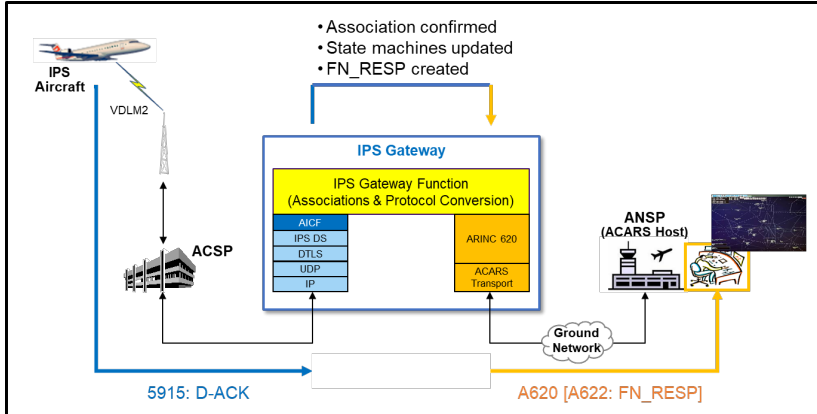 • Association confirmed
• State machines updated
• FN_RESP created
IPS
Aircraft
VDLM2
IPS Gateway
IPS Gateway Function
(Associations & Protocol Conversion)
AICF
IPS DS
DTLS
UDP
IP
ARINC 620
ACARS
Transport
ACSP
ANSP
(ACARS Host)
Ground
Network
5915: D-ACK
A620 [A622: FN_RESP]